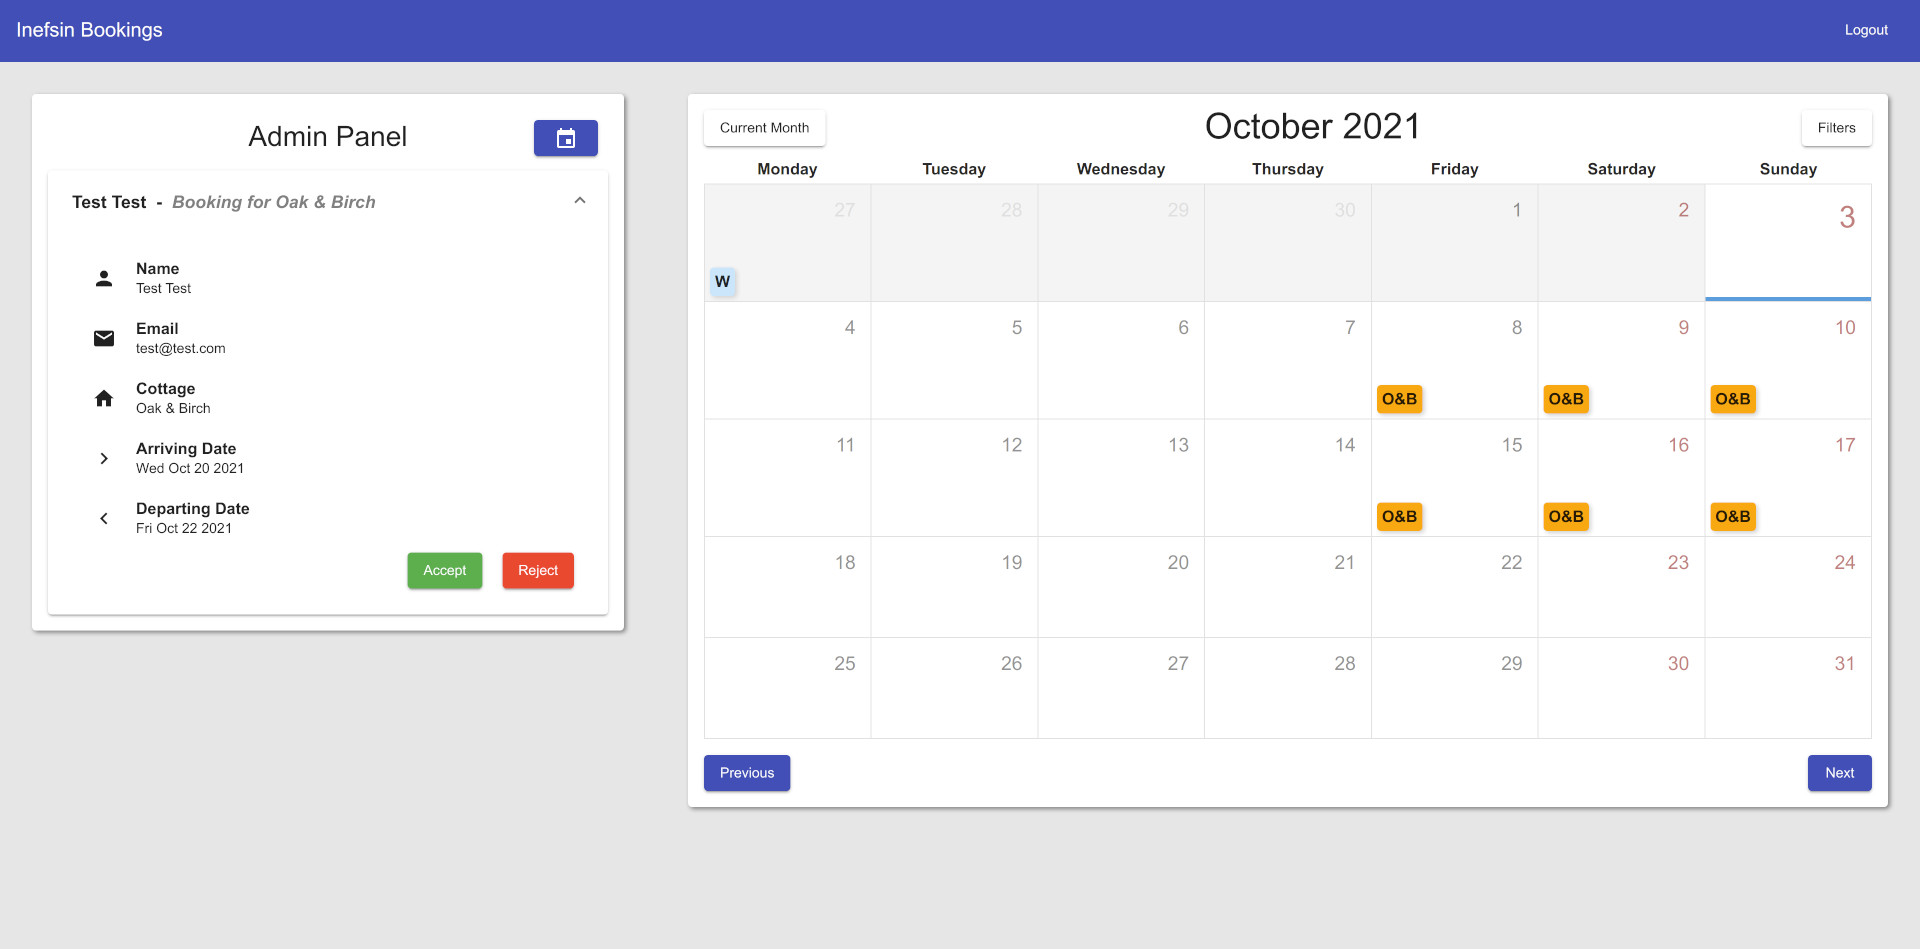 Inefsin Bookings
Logout
Admin Panel
Test Test - Booking for Oak & Birch
Name
Test Test
Email
test@test.com
Cottage
Oak & Birch
Arriving Date
Wed Oct 20 2021
Departing Date
Fri Oct 22 2021
Accept Reject
Current Month
October 2021
Filters
Monday Tuesday Wednesday Thursday Friday Saturday Sunday
27 28 29 30 1 2 3
W
4 5 6 7 8 9 10
O&B O&B O&B
11 12 13 14 15 16 17
O&B O&B O&B
18 19 20 21 22 23 24
25 26 27 28 29 30 31
Previous Next